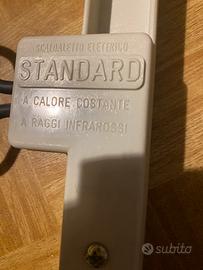 SCALDALETTO ELETTRICO
STANDARD
A CALORE COSTANTE
A RAGGI INFRAROSSI
subito